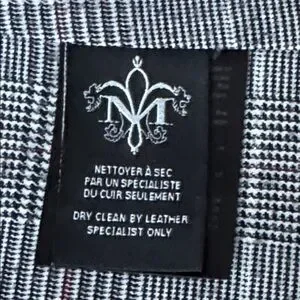 M
NETTOYER À SEC
PAR UN SPÉCIALISTE
DU CUIR SEULEMENT
DRY CLEAN BY LEATHER
SPECIALIST ONLY